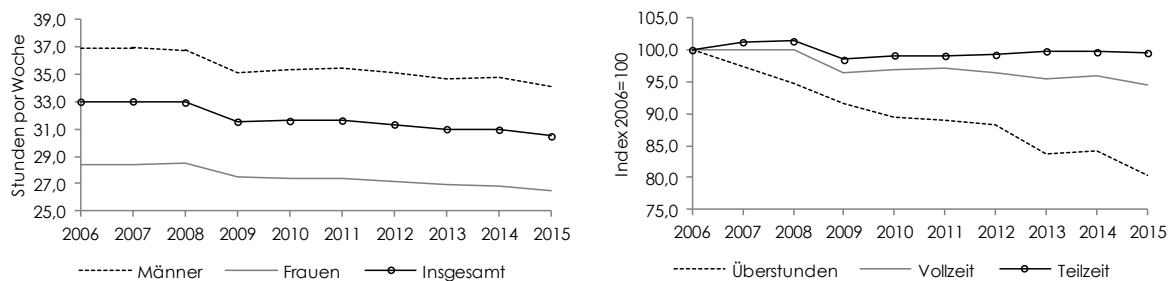 Stunden por Woche
39,0
37,0
35,0
33,0
31,0
29,0
27,0
25,0
2006 2007 2008 2009 2010 2011 2012 2013 2014 2015
Männer Frauen Insgesamt
Index 2006=100
105,0
100,0
95,0
90,0
85,0
80,0
75,0
2006 2007 2008 2009 2010 2011 2012 2013 2014 2015
Überstunden Vollzeit Teilzeit